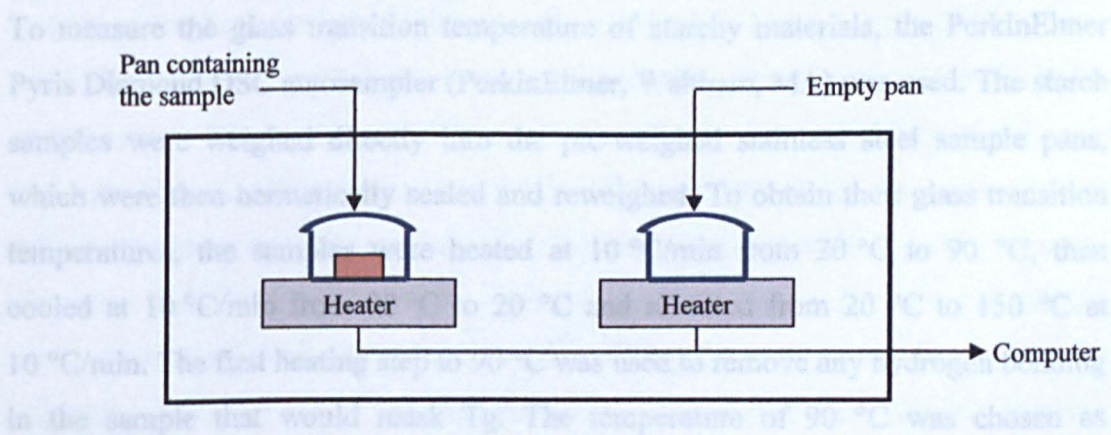 To measure the glass transition temperature of starchy materials, the PerkinElmer
Pan containing
the sample
Pyris Diamond DSC autosampler (PerkinElmer, Waltham, MA) was used. The starch
Empty pan
samples were weighed directly into the pre-weighed stainless steel sample pans,
which were then hermetically sealed and reweighed. To obtain their glass transition
temperatures, the samples were heated at 10 °C/min from 20 °C to 90 °C, then
cooled at 10 °C/min from 90 °C to 20 °C and from 20 °C to 150 °C at
Heater
Heater
10 °C/min. The first heating step to 90 °C was used to remove any hydrogen bonding
Computer
in the sample that would mask Tg. The temperature of 90 °C was chosen as